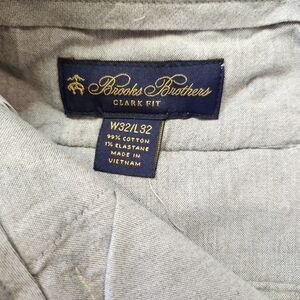 Brooks Brothers
CLARK FIT
W32/L32
99% COTTON
1% ELASTANE
MADE IN
VIETNAM